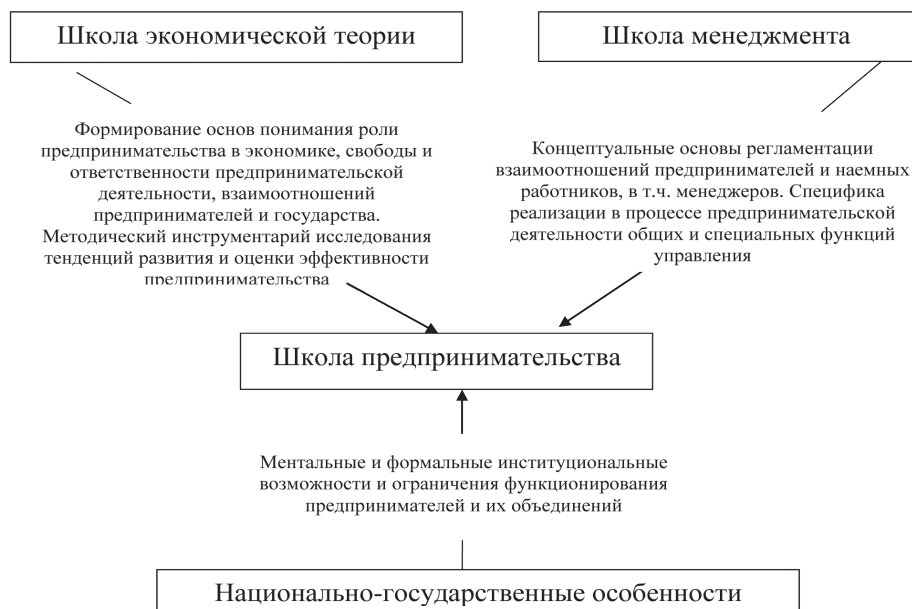 Школа экономической теории
Школа менеджмента
Формирование основ понимания роли
предпринимательства в экономике, свободы и
ответственности предпринимательской
деятельности, взаимоотношений
предпринимателей и государства.
Методический инструментарий исследования
тенденций развития и оценки эффективности
предпринимательства
Концептуальные основы регламентации
взаимоотношений предпринимателей и наемных
работников, в т.ч. менеджеров. Специфика
реализации в процессе предпринимательской
деятельности общих и специальных функций
управления
Школа предпринимательства
Ментальные и формальные институциональные
возможности и ограничения функционирования
предпринимателей и их объединений
Национально-государственные особенности